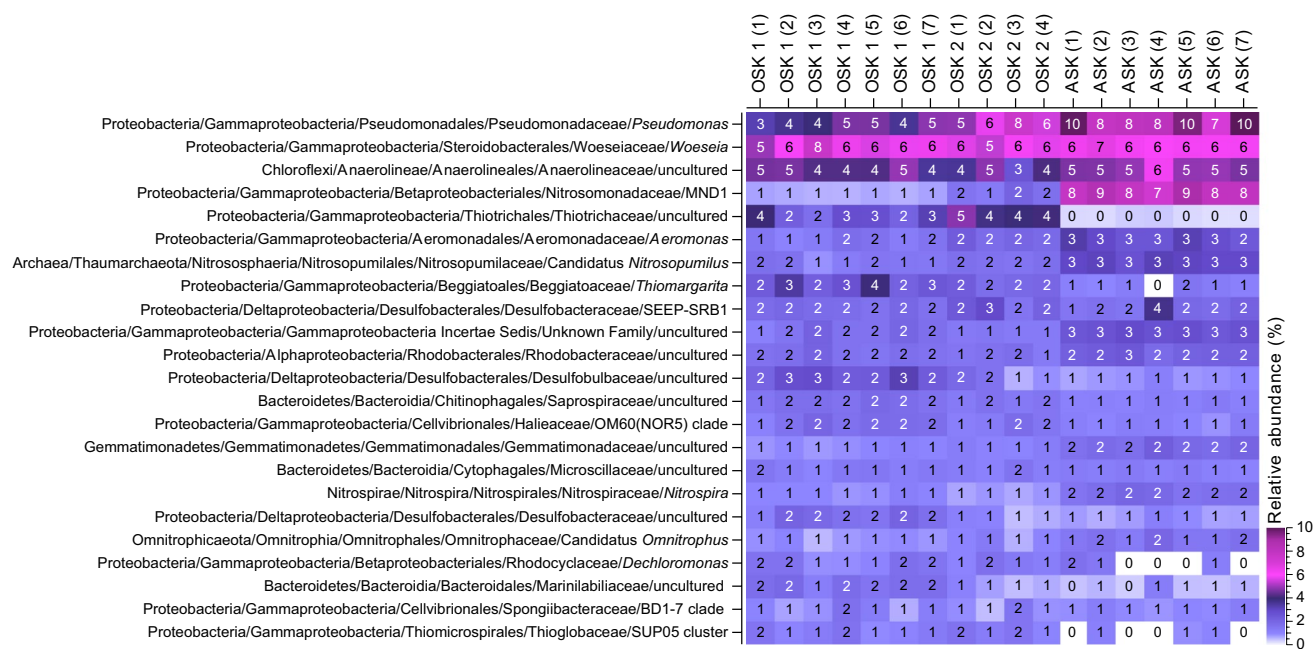 OSK 1 (1) OSK 1 (2) OSK 1 (3) OSK 1 (4) OSK 1 (5) OSK 1 (6) OSK 1 (7) OSK 2 (1) OSK 2 (2) OSK 2 (3) OSK 2 (4) ASK (1) ASK (2) ASK (3) ASK (4) ASK (5) ASK (6) ASK (7)
Proteobacteria/Gammaproteobacteria/Pseudomonadales/Pseudomonadaceae/Pseudomonas 3 4 4 5 5 4 5 5 6 8 6 10 8 8 8 10 7 10
Proteobacteria/Gammaproteobacteria/Steroidobacterales/Woeseiaceae/Woeseia 5 6 8 6 6 6 6 6 5 6 6 6 7 6 6 6 6 6
Chloroflexi/Anaerolineae/Anaerolineales/Anaerolineaceae/uncultured 5 5 4 4 4 5 4 4 5 3 4 5 5 5 6 5 5 5
Proteobacteria/Gammaproteobacteria/Betaproteobacteriales/Nitrosomonadaceae/MND1 1 1 1 1 1 1 1 2 1 2 2 8 9 8 7 9 8 8
Proteobacteria/Gammaproteobacteria/Thiotrichales/Thiotrichaceae/uncultured 4 2 2 3 3 2 3 5 4 4 4 0 0 0 0 0 0 0
Proteobacteria/Gammaproteobacteria/Aeromonadales/Aeromonadaceae/Aeromonas 1 1 1 2 2 1 2 2 2 2 2 3 3 3 3 3 3 2
Archaea/Thaumarchaeota/Nitrososphaeria/Nitrosopumilales/Nitrosopumilaceae/Candidatus Nitrosopumilus 2 2 1 1 2 1 2 2 2 2 2 3 3 3 3 3 3 3
Proteobacteria/Gammaproteobacteria/Beggiatoales/Beggiatoaceae/Thiomargarita 2 3 2 3 4 2 3 2 2 2 2 1 1 1 0 2 1 1
Proteobacteria/Deltaproteobacteria/Desulfobacterales/Desulfobacteraceae/SEEP-SRB1 2 2 2 2 2 2 2 2 3 2 2 1 2 2 4 2 2 2
Proteobacteria/Gammaproteobacteria/Gammaproteobacteria Incertae Sedis/Unknown Family/uncultured 1 2 2 2 2 2 2 1 1 1 1 3 3 3 3 3 3 3
Proteobacteria/Alphaproteobacteria/Rhodobacterales/Rhodobacteraceae/uncultured 2 2 2 2 2 2 2 1 2 2 1 2 2 3 2 2 2 2
Proteobacteria/Deltaproteobacteria/Desulfobacterales/Desulfobulbaceae/uncultured 2 3 3 2 2 3 2 2 2 1 1 1 1 1 1 1 1 1
Bacteroidetes/Bacteroidia/Chitinophagales/Saprospiraceae/uncultured 1 2 2 2 2 2 2 1 2 1 2 1 1 1 1 1 1 1
Proteobacteria/Gammaproteobacteria/Cellvibrionales/Halieaceae/OM60(NOR5) clade 1 2 2 2 2 2 2 1 1 2 2 1 1 1 1 1 1 1
Gemmatimonadetes/Gemmatimonadetes/Gemmatimonadales/Gemmatimonadaceae/uncultured 1 1 1 1 1 1 1 1 1 1 1 2 2 2 2 2 2 2
Bacteroidetes/Bacteroidia/Cytophagales/Microscillaceae/uncultured 2 1 1 1 1 1 1 1 1 2 1 1 1 1 1 1 1 1
Nitrospirae/Nitrospira/Nitrospirales/Nitrospiraceae/Nitrospira 1 1 1 1 1 1 1 1 1 1 1 2 2 2 2 2 2 2
Proteobacteria/Deltaproteobacteria/Desulfobacterales/Desulfobacteraceae/uncultured 1 2 2 2 2 2 2 1 1 1 1 1 1 1 1 1 1 1
Omnitrophicaeota/Omnitrophia/Omnitrophales/Omnitrophaceae/Candidatus Omnitrophus 1 1 1 1 1 1 1 1 1 1 1 1 2 1 2 1 1 2
Proteobacteria/Gammaproteobacteria/Betaproteobacteriales/Rhodocyclaceae/Dechloromonas 2 2 1 1 1 2 2 1 2 1 1 2 1 0 0 0 1 0
Bacteroidetes/Bacteroidia/Bacteroidales/Marinilabiliaceae/uncultured 2 2 1 2 2 2 2 1 1 1 1 0 1 0 1 1 1 1
Proteobacteria/Gammaproteobacteria/Cellvibrionales/Spongiibacteraceae/BD1-7 clade 1 1 1 2 1 1 1 1 1 2 1 1 1 1 1 1 1 1
Proteobacteria/Gammaproteobacteria/Thiomicrospirales/Thioglobaceae/SUP05 cluster 2 1 1 2 1 1 1 2 1 2 1 0 1 0 0 1 1 0
Relative abundance (%)
10
8
6
4
2
0